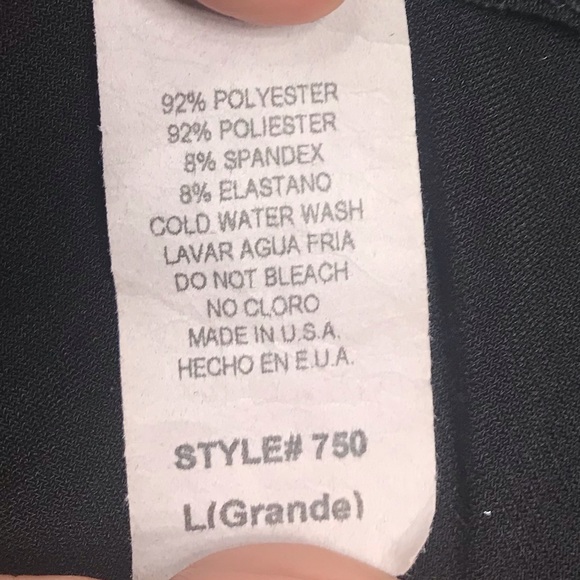 92% POLYESTER
92% POLIESTER
8% SPANDEX
8% ELASTANO
COLD WATER WASH
LAVAR AGUA FRIA
DO NOT BLEACH
NO CLORO
MADE IN U.S.A.
HECHO EN E.U.A.
STYLE# 750
L(Grande)